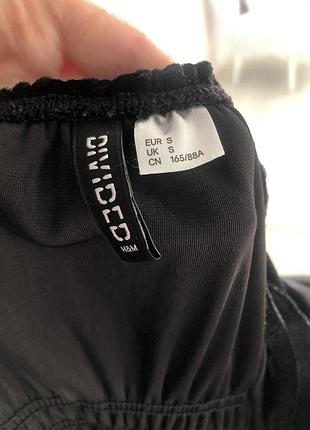 DIVIDED
H&M
EUR S
UK S
CN 165/88A